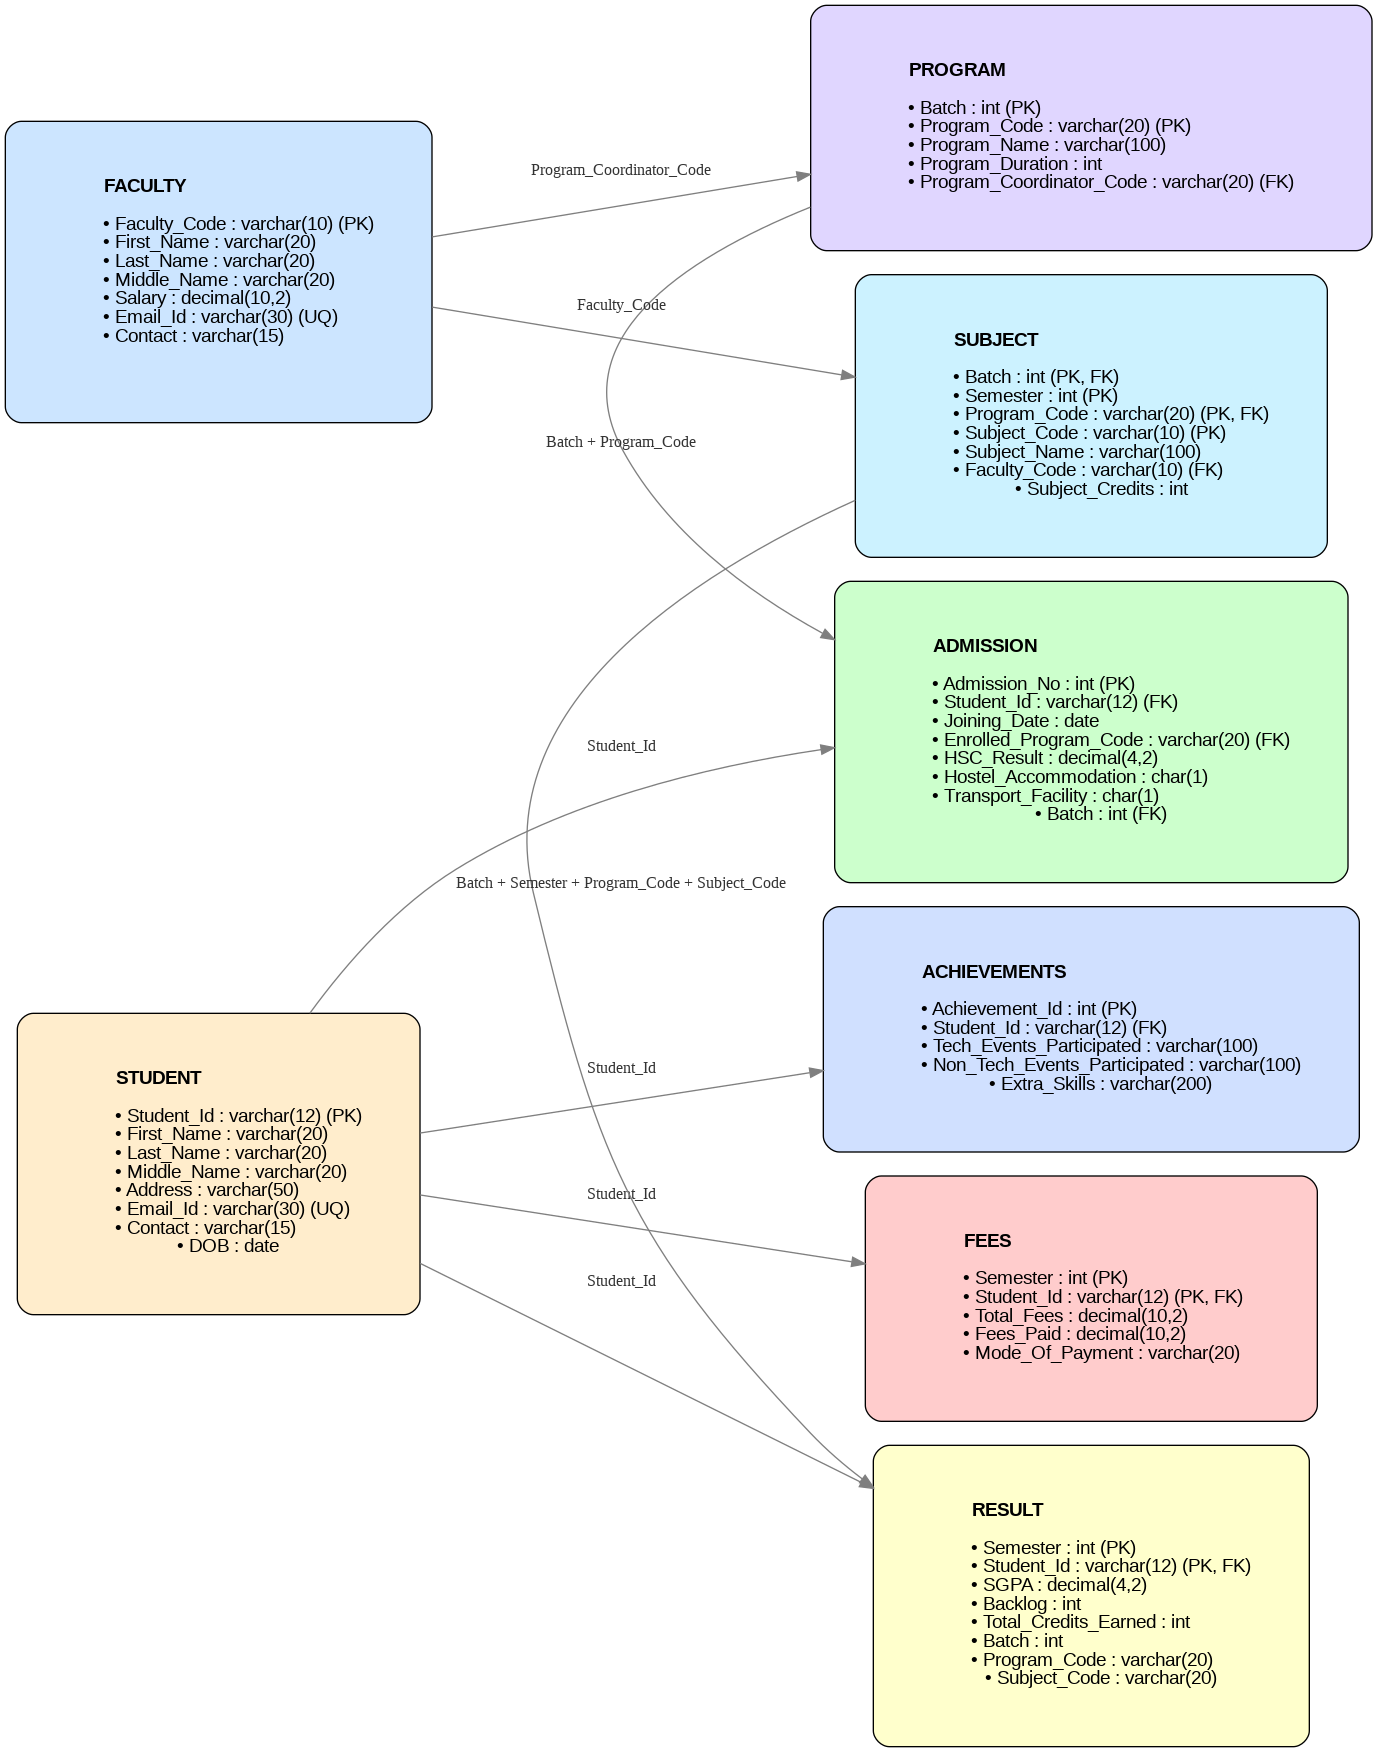 FACULTY
• Faculty_Code : varchar(10) (PK)
• First_Name : varchar(20)
• Last_Name : varchar(20)
• Middle_Name : varchar(20)
• Salary : decimal(10,2)
• Email_Id : varchar(30) (UQ)
• Contact : varchar(15)
STUDENT
• Student_Id : varchar(12) (PK)
• First_Name : varchar(20)
• Last_Name : varchar(20)
• Middle_Name : varchar(20)
• Address : varchar(50)
• Email_Id : varchar(30) (UQ)
• Contact : varchar(15)
• DOB : date
Program_Coordinator_Code
Faculty_Code
Batch + Program_Code
Student_Id
Batch + Semester + Program_Code + Subject_Code
Student_Id
Student_Id
Student_Id
PROGRAM
• Batch : int (PK)
• Program_Code : varchar(20) (PK)
• Program_Name : varchar(100)
• Program_Duration : int
• Program_Coordinator_Code : varchar(20) (FK)
SUBJECT
• Batch : int (PK, FK)
• Semester : int (PK)
• Program_Code : varchar(20) (PK, FK)
• Subject_Code : varchar(10) (PK)
• Subject_Name : varchar(100)
• Faculty_Code : varchar(10) (FK)
• Subject_Credits : int
ADMISSION
• Admission_No : int (PK)
• Student_Id : varchar(12) (FK)
• Joining_Date : date
• Enrolled_Program_Code : varchar(20) (FK)
• HSC_Result : decimal(4,2)
• Hostel_Accommodation : char(1)
• Transport_Facility : char(1)
• Batch : int (FK)
ACHIEVEMENTS
• Achievement_Id : int (PK)
• Student_Id : varchar(12) (FK)
• Tech_Events_Participated : varchar(100)
• Non_Tech_Events_Participated : varchar(100)
• Extra_Skills : varchar(200)
FEES
• Semester : int (PK)
• Student_Id : varchar(12) (PK, FK)
• Total_Fees : decimal(10,2)
• Fees_Paid : decimal(10,2)
• Mode_Of_Payment : varchar(20)
RESULT
• Semester : int (PK)
• Student_Id : varchar(12) (PK, FK)
• SGPA : decimal(4,2)
• Backlog : int
• Total_Credits_Earned : int
• Batch : int
• Program_Code : varchar(20)
• Subject_Code : varchar(20)